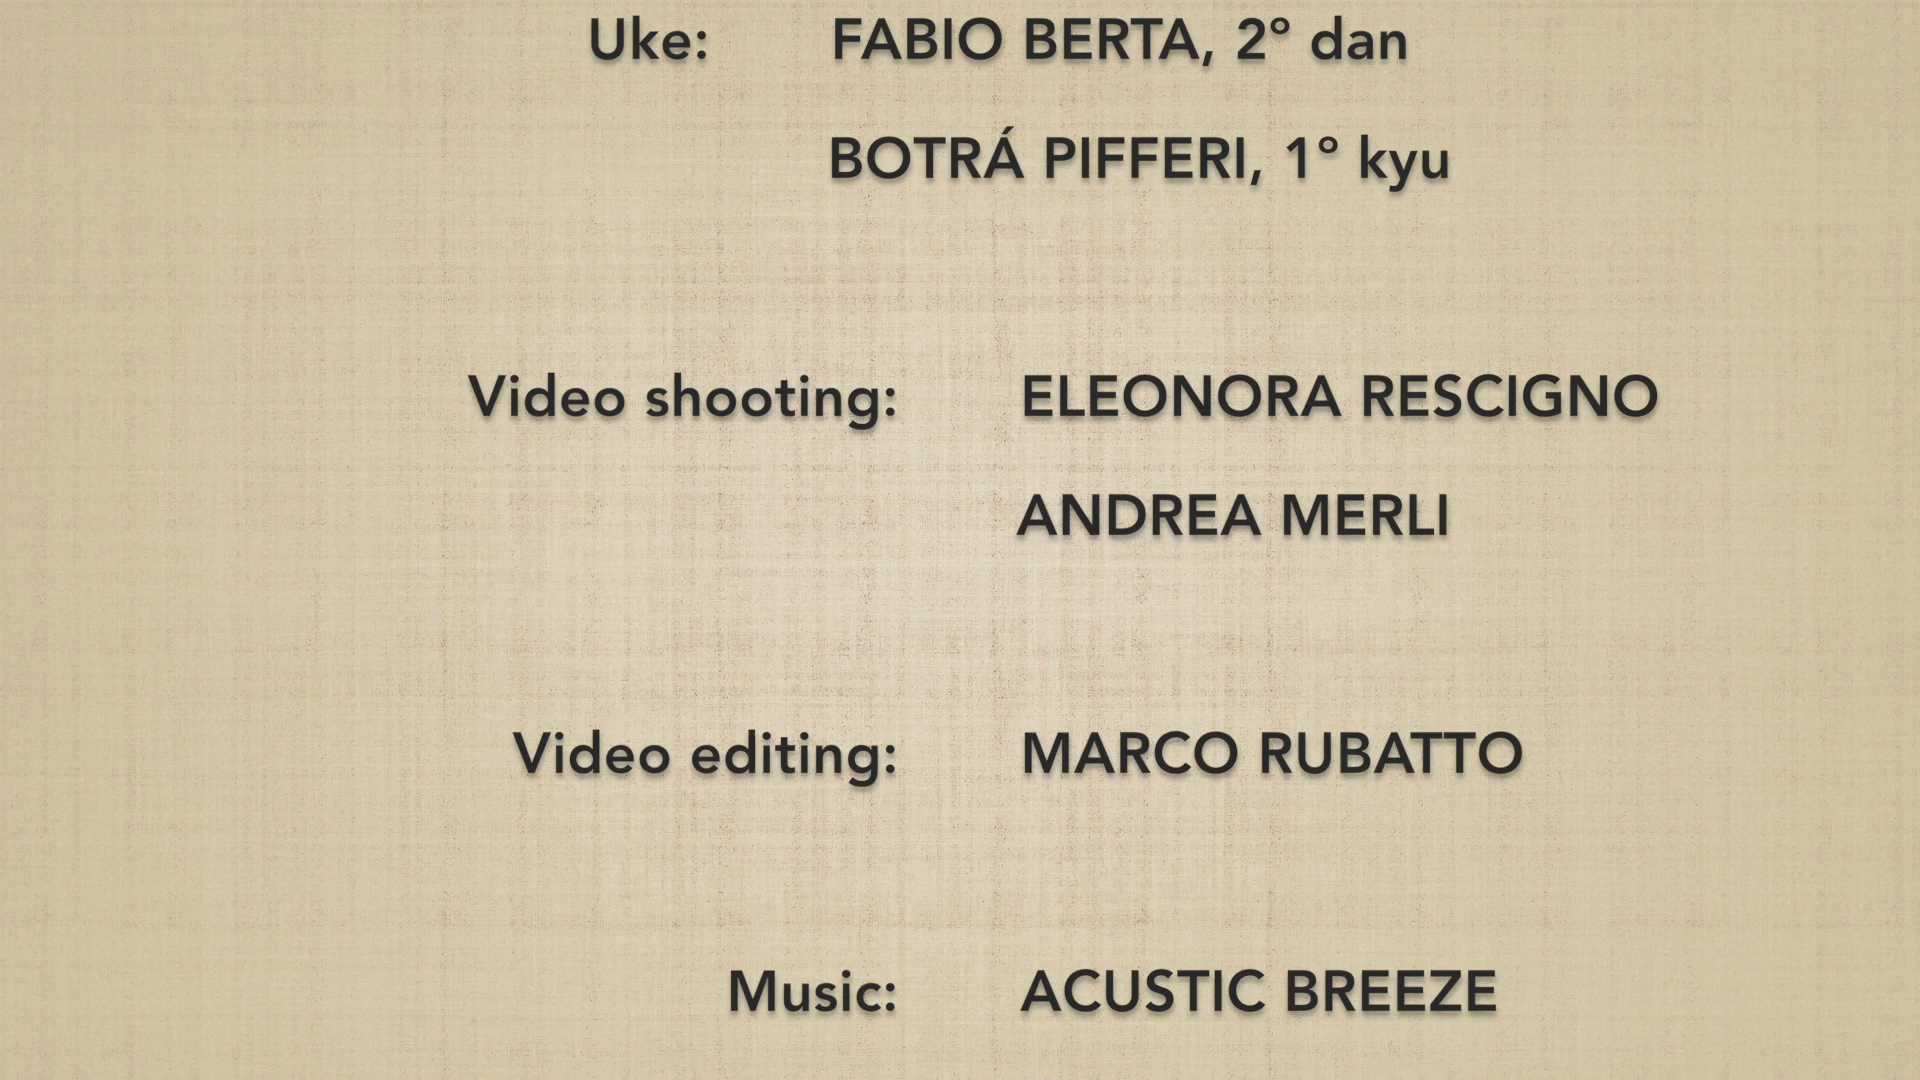 Uke: FABIO BERTA, 2° dan
BOTRÁ PIFFERI, 1° kyu
Video shooting: ELEONORA RESCIGNO
ANDREA MERLI
Video editing: MARCO RUBATTO
Music: ACUSTIC BREEZE